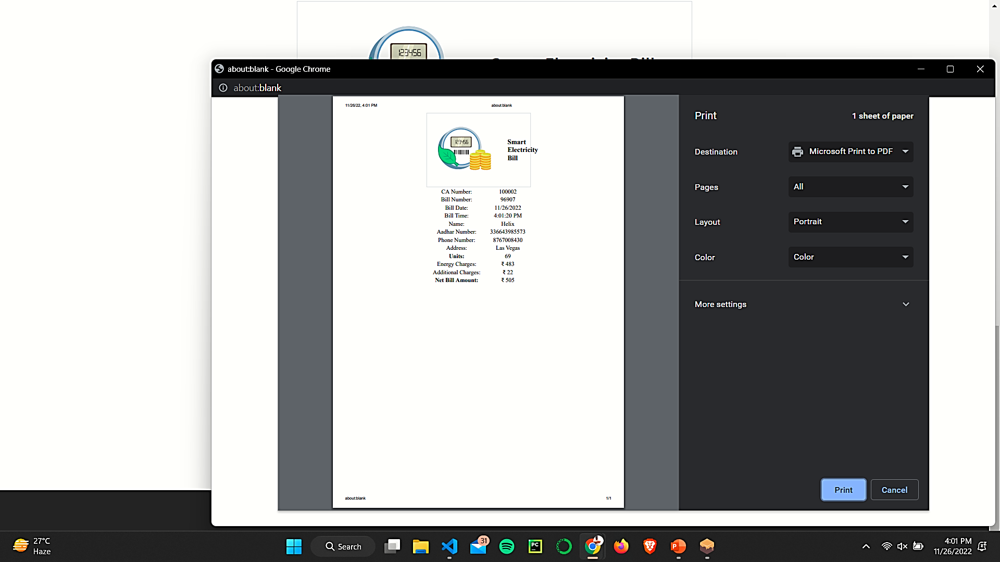 123456
about:blank - Google Chrome
about:blank
11/26/22, 4:01 PM about:blank
123456
Smart
Electricity
Bill
CA Number: 100002
Bill Number: 96907
Bill Date: 11/26/2022
Bill Time: 4:01:20 PM
Name: Helix
Aadhar Number: 336643985573
Phone Number: 8767008430
Address: Las Vegas
Units: 69
Energy Charges: ₹ 483
Additional Charges: ₹ 22
Net Bill Amount: ₹ 505
about:blank 1/1
Print 1 sheet of paper
Destination Microsoft Print to PDF
Pages All
Layout Portrait
Color Color
More settings
Print Cancel
27°C
Haze
Search
31
PC
P
4:01 PM
11/26/2022